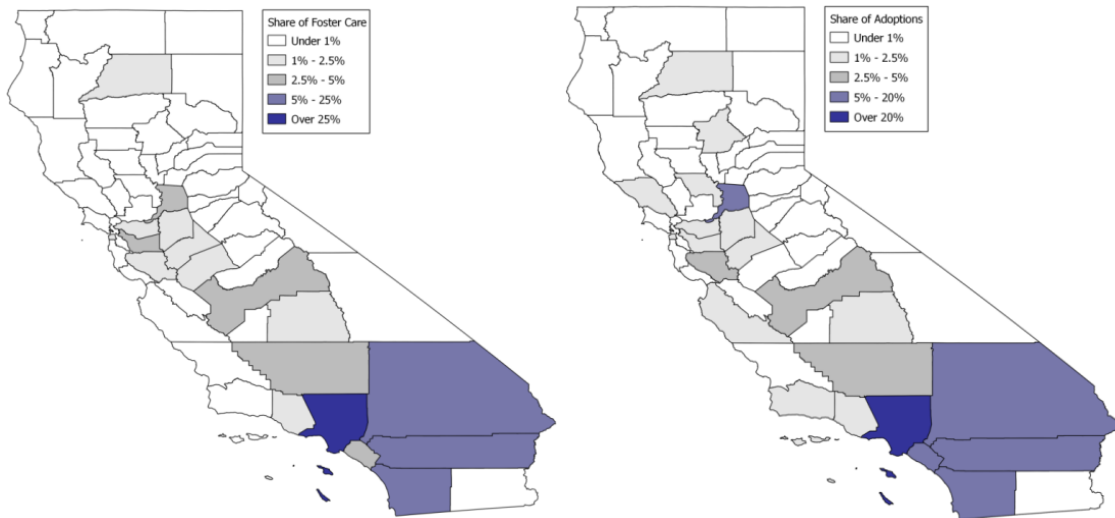 Share of Foster Care
Under 1%
1% - 2.5%
2.5% - 5%
5% - 25%
Over 25%
Share of Adoptions
Under 1%
1% - 2.5%
2.5% - 5%
5% - 20%
Over 20%